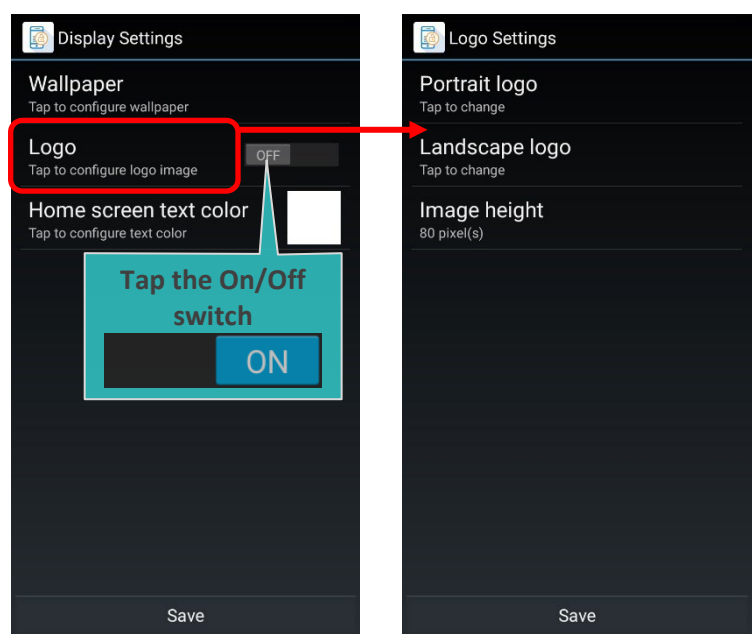 Display Settings
Wallpaper
Tap to configure wallpaper
Logo
Tap to configure logo image
OFF
Home screen text color
Tap to configure text color
Tap the On/Off
switch
ON
Save
Logo Settings
Portrait logo
Tap to change
Landscape logo
Tap to change
Image height
80 pixel(s)
Save